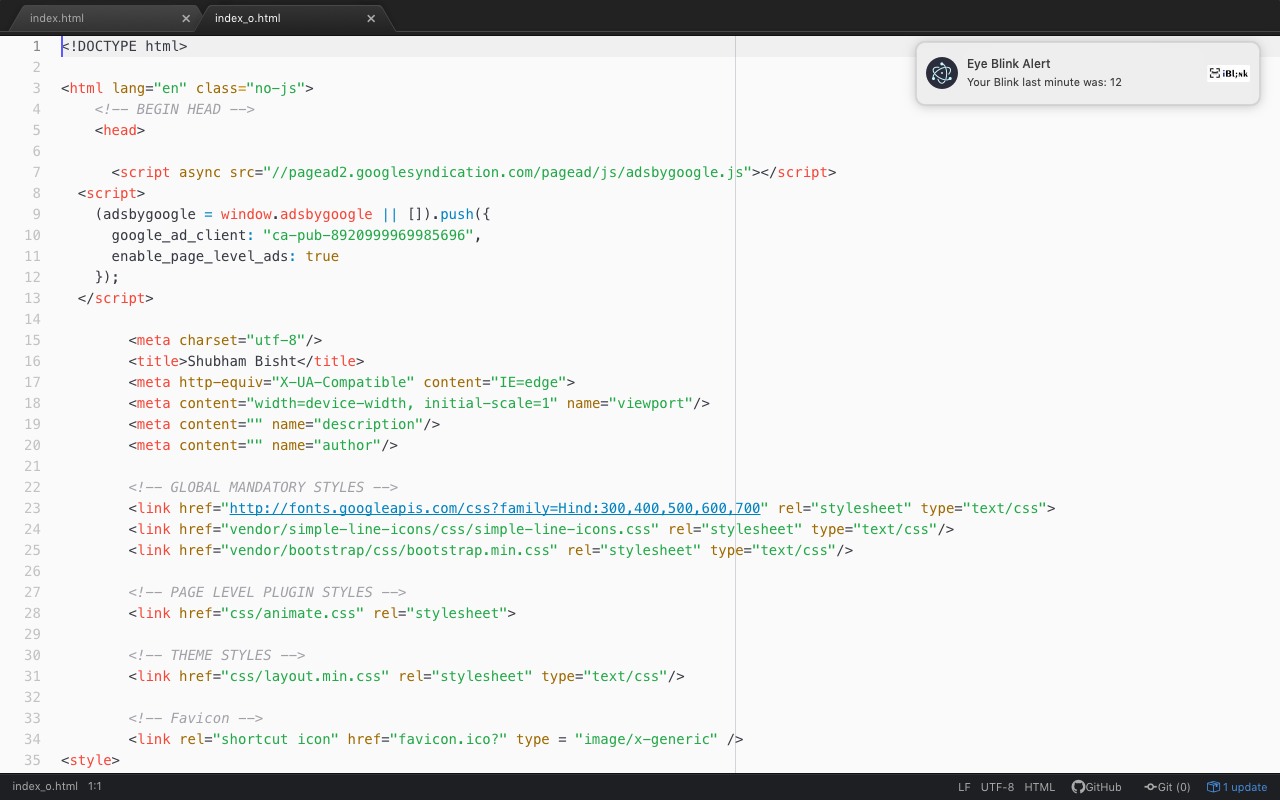 index.html
index_o.html
1 <!DOCTYPE html>
2
3 <html lang="en" class="no-js">
4 <!-- BEGIN HEAD -->
5 <head>
6
7 <script async src="//pagead2.googlesyndication.com/pagead/js/adsbygoogle.js"></script>
8 <script>
9 (adsbygoogle = window.adsbygoogle || []).push({
10 google_ad_client: "ca-pub-8920999969985696",
11 enable_page_level_ads: true
12 });
13 </script>
14
15 <meta charset="utf-8"/>
16 <title>Shubham Bisht</title>
17 <meta http-equiv="X-UA-Compatible" content="IE=edge">
18 <meta content="width=device-width, initial-scale=1" name="viewport"/>
19 <meta content="" name="description"/>
20 <meta content="" name="author"/>
21
22 <!-- GLOBAL MANDATORY STYLES -->
23 <link href="http://fonts.googleapis.com/css?family=Hind:300,400,500,600,700" rel="stylesheet" type="text/css">
24 <link href="vendor/simple-line-icons/css/simple-line-icons.css" rel="stylesheet" type="text/css"/>
25 <link href="vendor/bootstrap/css/bootstrap.min.css" rel="stylesheet" type="text/css"/>
26
27 <!-- PAGE LEVEL PLUGIN STYLES -->
28 <link href="css/animate.css" rel="stylesheet">
29
30 <!-- THEME STYLES -->
31 <link href="css/layout.min.css" rel="stylesheet" type="text/css"/>
32
33 <!-- Favicon -->
34 <link rel="shortcut icon" href="favicon.ico?" type = "image/x-generic" />
35 <style>
Eye Blink Alert
Your Blink last minute was: 12
iBl;nk
index_o.html 1:1
LF UTF-8 HTML GitHub Git (0) 1 update